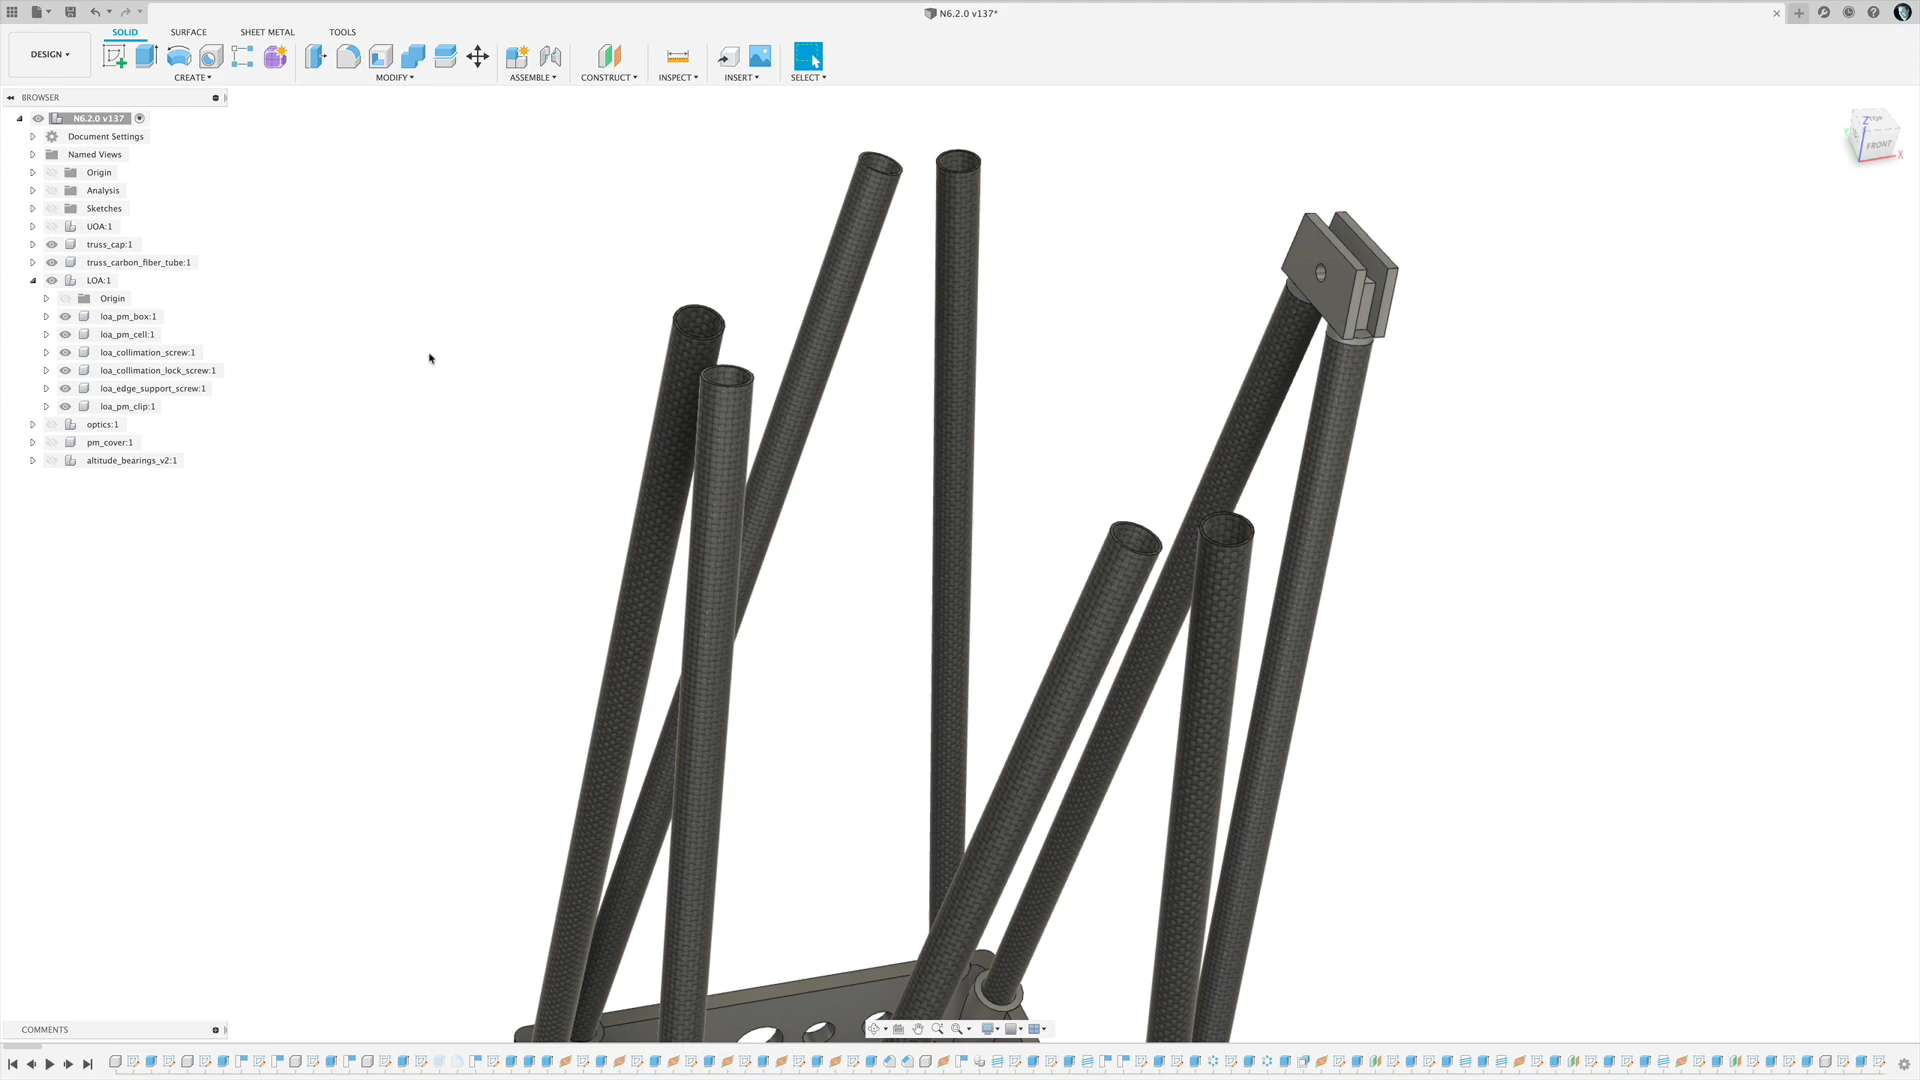 N6.2.0 v137*
SOLID SURFACE SHEET METAL TOOLS
DESIGN
CREATE MODIFY ASSEMBLE CONSTRUCT INSPECT INSERT SELECT
BROWSER
N6.2.0 v137
Document Settings
Named Views
Origin
Analysis
Sketches
UOA:1
truss_cap:1
truss_carbon_fiber_tube:1
LOA:1
Origin
loa_pm_box:1
loa_pm_cell:1
loa_collimation_screw:1
loa_collimation_lock_screw:1
loa_edge_support_screw:1
loa_pm_clip:1
optics:1
pm_cover:1
altitude_bearings_v2:1
Z TOP
FRONT
X
COMMENTS